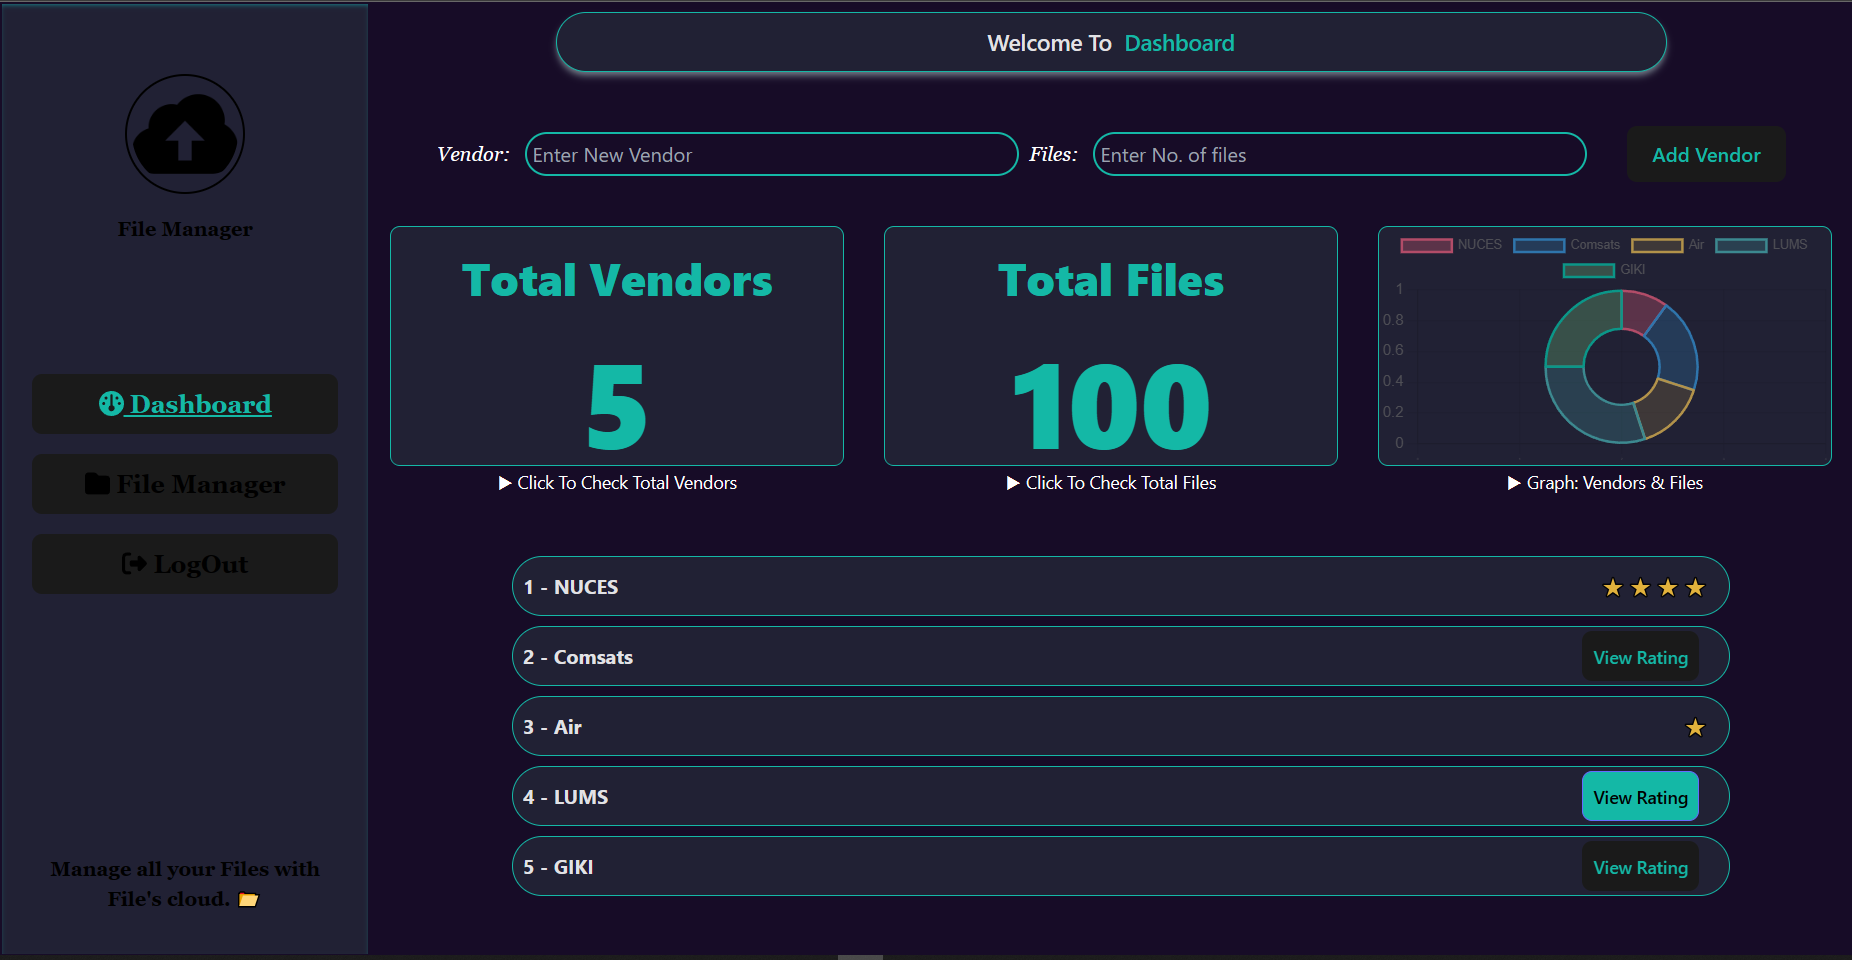 File Manager
Dashboard
File Manager
LogOut
Manage all your Files with
File's cloud.
Welcome To Dashboard
Vendor: Enter New Vendor Files: Enter No. of files Add Vendor
Total Vendors
5
▶ Click To Check Total Vendors
Total Files
100
▶ Click To Check Total Files
NUCES Comsats Air LUMS
GIKI
1
0.8
0.6
0.4
0.2
0
▶ Graph: Vendors & Files
1 - NUCES
2 - Comsats View Rating
3 - Air
4 - LUMS View Rating
5 - GIKI View Rating